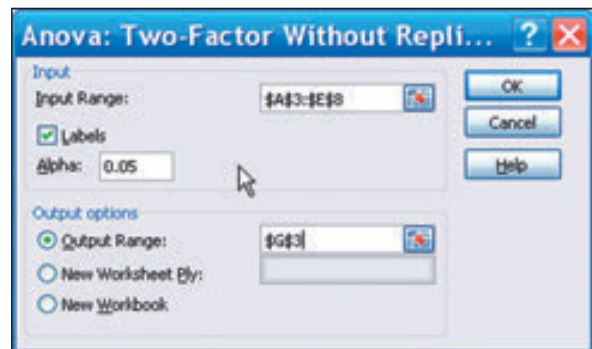 Anova: Two-Factor Without Repli...
Input
Input Range:
$A$3:$E$8
Labels
Alpha:
0.05
OK
Cancel
Help
Output options
Output Range:
$G$3
New Worksheet Ply:
New Workbook